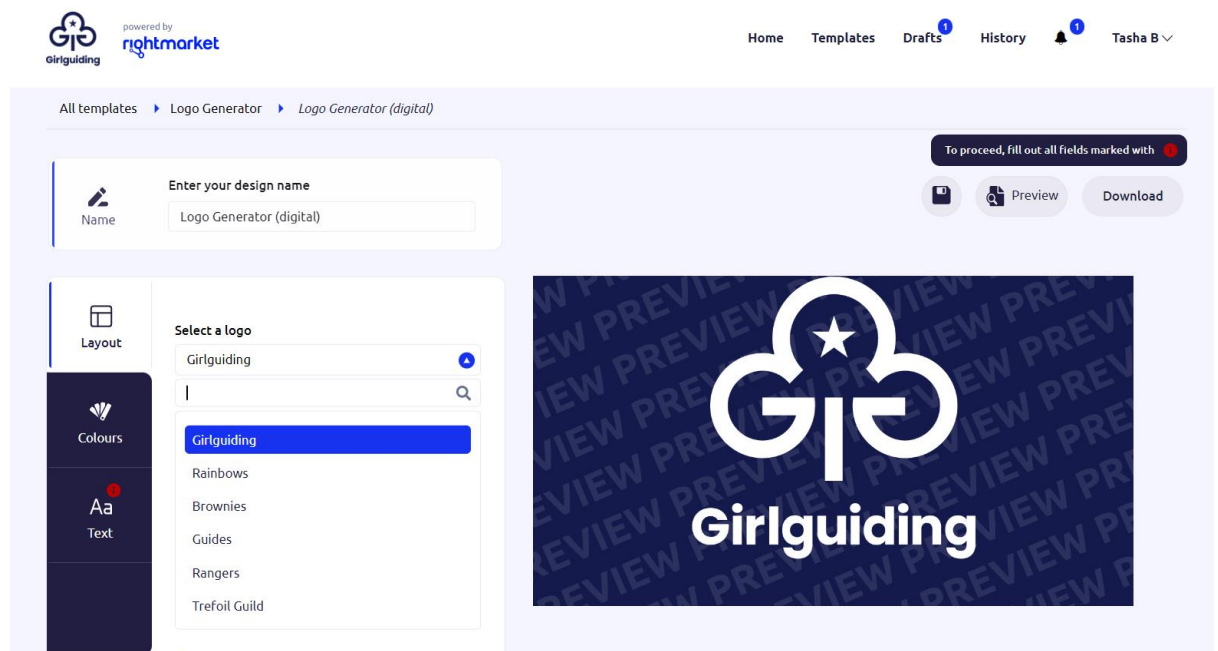 powered by
rightmarket
Girlguiding
Home Templates Drafts 1 History 1 Tasha B
All templates Logo Generator Logo Generator (digital)
To proceed, fill out all fields marked with
Enter your design name
Name
Logo Generator (digital)
Preview
Download
Layout
Select a logo
Girlguiding
Colours
Girlguiding
Rainbows
Brownies
Aa
Text
Guides
Rangers
Trefoil Guild
Girlguiding
PREVIEW PREVIEW PREVIEW